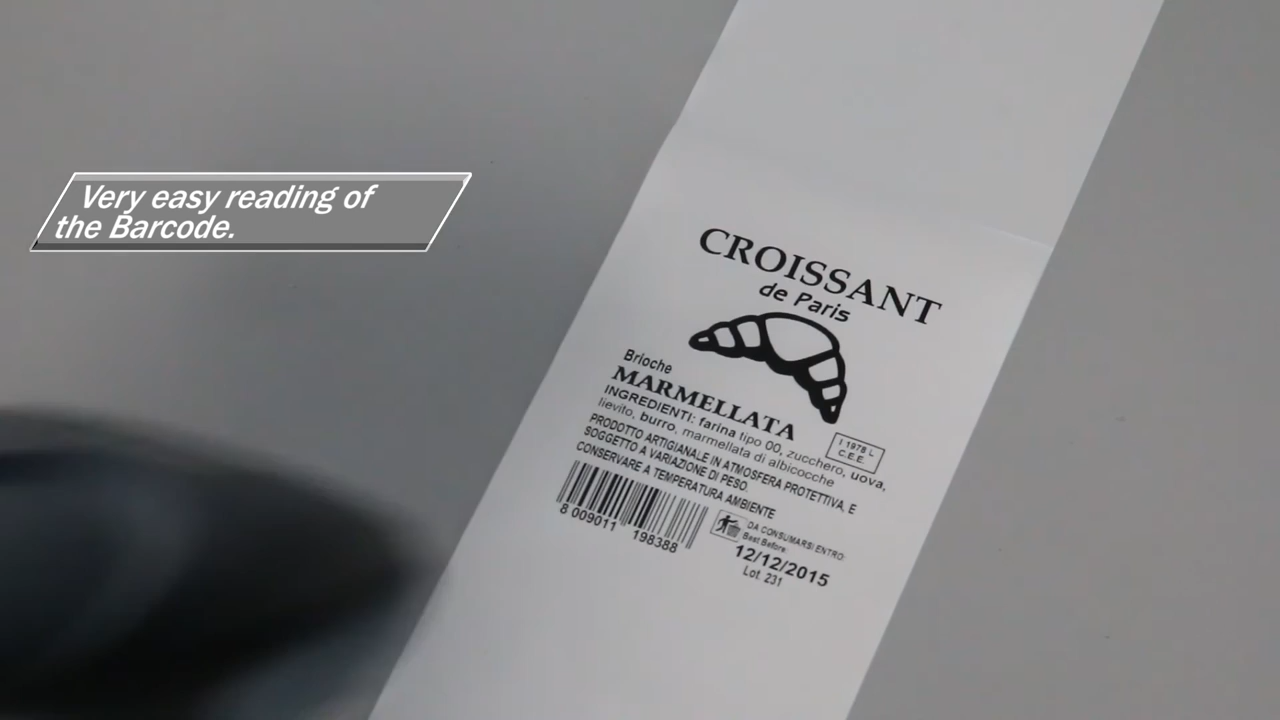 Very easy reading of
the Barcode.
CROISSANT
de Paris
Brioche
MARMELLATA
INGREDIENTI: farina tipo 00, zucchero, uova,
lievito, burro, marmellata di albicocche
I 1978 L
C.E.E.
PRODOTTO ARTIGIANALE IN ATMOSFERA PROTETTIVA, E
SOGGETTO A VARIAZIONE DI PESO.
CONSERVARE A TEMPERATURA AMBIENTE
8 009011 198388
DA CONSUMARSI ENTRO:
Best Before:
12/12/2015
Lot. 231